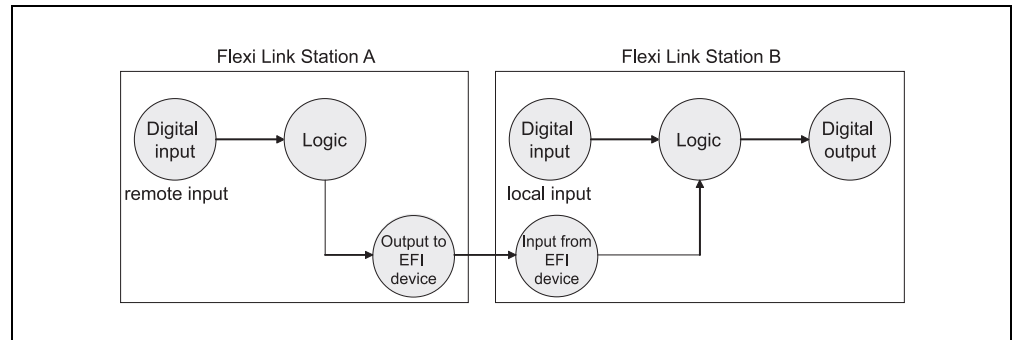 Flexi Link Station A
Flexi Link Station B
Digital
input
Logic
remote input
Output to
EFI
device
Digital
input
Logic
Digital
output
local input
Input from
EFI
device